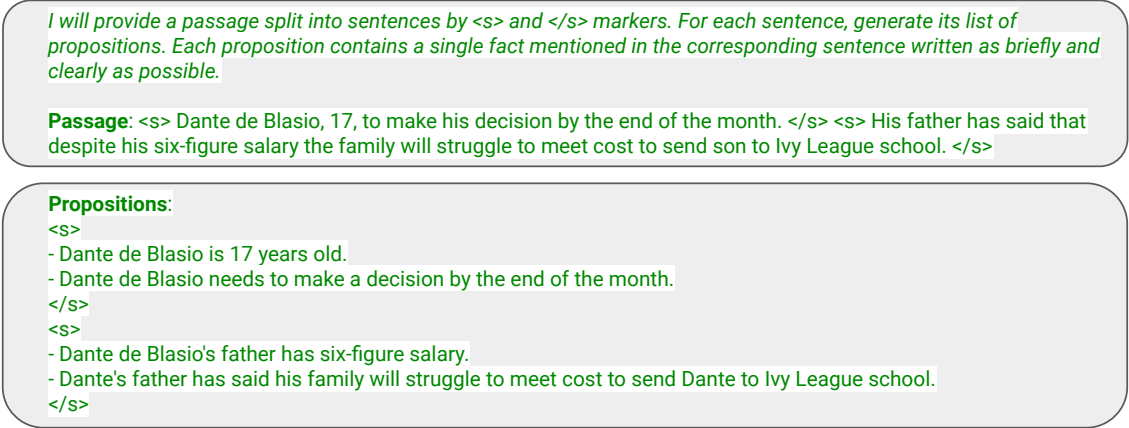 I will provide a passage split into sentences by <s> and </s> markers. For each sentence, generate its list of
propositions. Each proposition contains a single fact mentioned in the corresponding sentence written as briefly and
clearly as possible.
Passage: <s> Dante de Blasio, 17, to make his decision by the end of the month. </s> <s> His father has said that
despite his six-figure salary the family will struggle to meet cost to send son to Ivy League school. </s>
Propositions:
<s>
- Dante de Blasio is 17 years old.
- Dante de Blasio needs to make a decision by the end of the month.
</s>
<s>
- Dante de Blasio's father has six-figure salary.
- Dante's father has said his family will struggle to meet cost to send Dante to Ivy League school.
</s>